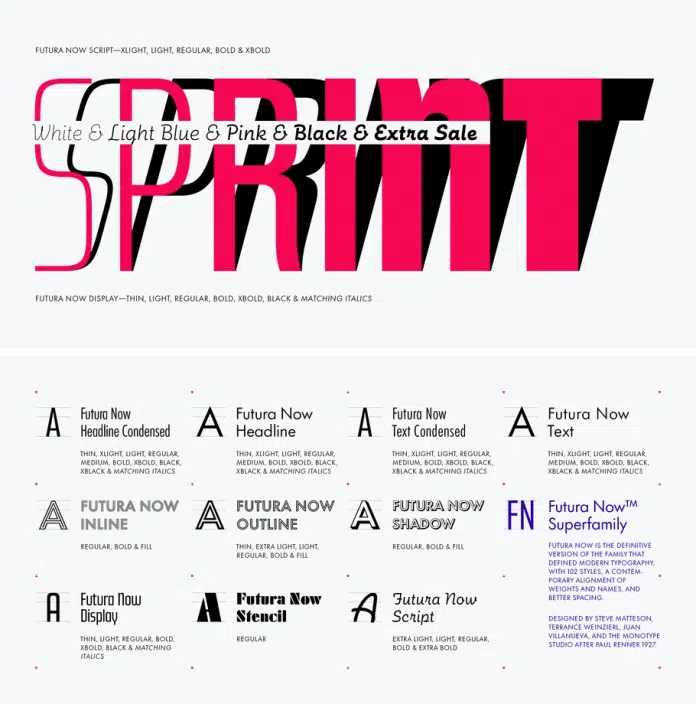 FUTURA NOW SCRIPT—XLIGHT, LIGHT, REGULAR, BOLD & XBOLD
SPRINT
White & Light Blue & Pink & Black & Extra Sale
FUTURA NOW DISPLAY—THIN, LIGHT, REGULAR, BOLD, XBOLD, BLACK & MATCHING ITALICS
A
Futura Now
Headline Condensed
THIN, XLIGHT, LIGHT, REGULAR,
MEDIUM, BOLD, XBOLD, BLACK,
XBLACK & MATCHING ITALICS
A
Futura Now
Headline
THIN, XLIGHT, LIGHT, REGULAR,
MEDIUM, BOLD, XBOLD, BLACK,
XBLACK & MATCHING ITALICS
A
Futura Now
Text Condensed
THIN, XLIGHT, LIGHT, REGULAR,
MEDIUM, BOLD, XBOLD, BLACK,
XBLACK & MATCHING ITALICS
A
Futura Now
Text
THIN, XLIGHT, LIGHT, REGULAR,
MEDIUM, BOLD, XBOLD, BLACK,
XBLACK & MATCHING ITALICS
A
FUTURA NOW
INLINE
REGULAR, BOLD & FILL
A
FUTURA NOW
OUTLINE
THIN, EXTRA LIGHT, LIGHT,
REGULAR, BOLD & FILL
A
FUTURA NOW
SHADOW
REGULAR, BOLD & FILL
FN
Futura Now™
Superfamily
FUTURA NOW IS THE DEFINITIVE
VERSION OF THE FAMILY THAT
DEFINED MODERN TYPOGRAPHY,
WITH 102 STYLES, A CONTEM-
PORARY ALIGNMENT OF
WEIGHTS AND NAMES, AND
BETTER SPACING.
DESIGNED BY STEVE MATTESON,
TERRANCE WEINZIERL, JUAN
VILLANUEVA, AND THE MONOTYPE
STUDIO AFTER PAUL RENNER 1927.
A
Futura Now
Display
THIN, LIGHT, REGULAR, BOLD,
XBOLD, BLACK & MATCHING
ITALICS
A
Futura Now
Stencil
REGULAR
A
Futura Now
Script
EXTRA LIGHT, LIGHT, REGULAR,
BOLD & EXTRA BOLD